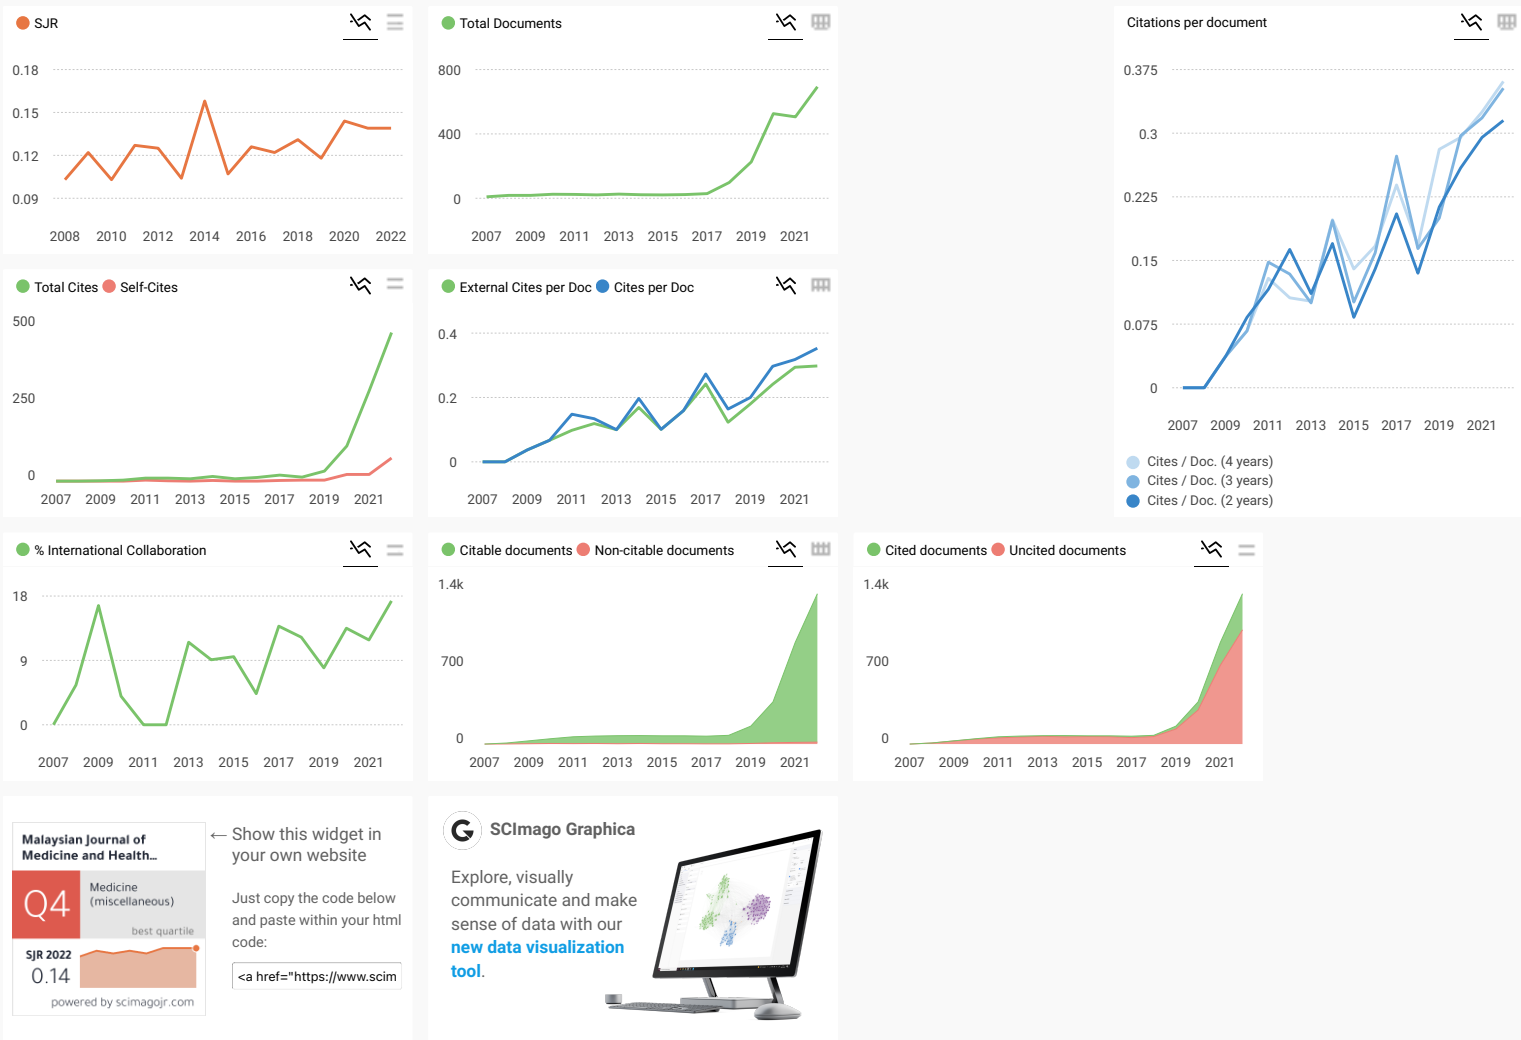 SJR
0.18
0.15
0.12
0.09
2008 2010 2012 2014 2016 2018 2020 2022
Total Documents
800
400
0
2007 2009 2011 2013 2015 2017 2019 2021
Citations per document
0.375
0.3
0.225
0.15
0.075
0
2007 2009 2011 2013 2015 2017 2019 2021
Cites / Doc. (4 years)
Cites / Doc. (3 years)
Cites / Doc. (2 years)
Total Cites Self-Cites
500
250
0
2007 2009 2011 2013 2015 2017 2019 2021
External Cites per Doc Cites per Doc
0.4
0.2
0
2007 2009 2011 2013 2015 2017 2019 2021
% International Collaboration
18
9
0
2007 2009 2011 2013 2015 2017 2019 2021
Citable documents Non-citable documents
1.4k
700
0
2007 2009 2011 2013 2015 2017 2019 2021
Cited documents Uncited documents
1.4k
700
0
2007 2009 2011 2013 2015 2017 2019 2021
Malaysian Journal of
Medicine and Health...
Q4
Medicine
(miscellaneous)
best quartile
SJR 2022
0.14
powered by scimagojr.com
← Show this widget in
your own website
Just copy the code below
and paste within your html
code:
<a href="https://www.scim
SCImago Graphica
Explore, visually
communicate and make
sense of data with our
new data visualization
tool.